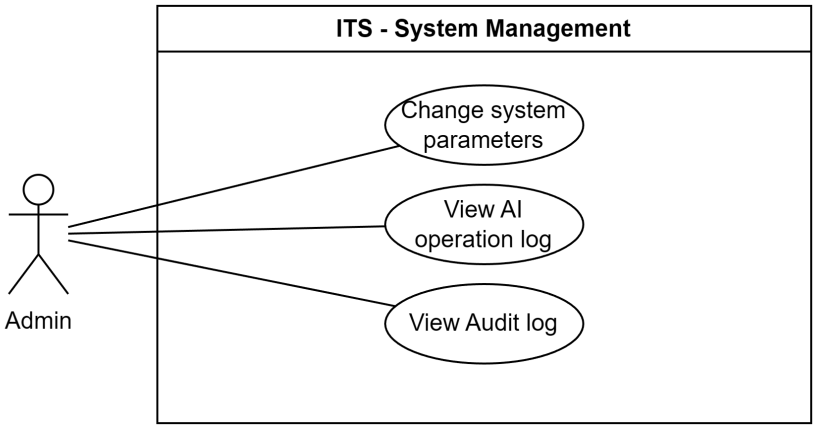 ITS - System Management
Change system
parameters
View AI
operation log
Admin
View Audit log